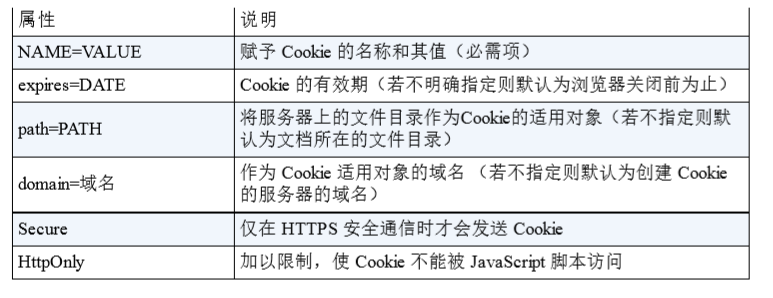 属性 说明
NAME=VALUE 赋予 Cookie 的名称和其值（必需项）
expires=DATE Cookie 的有效期（若不明确指定则默认为浏览器关闭前为止）
path=PATH 将服务器上的文件目录作为Cookie的适用对象（若不指定则默
认为文档所在的文件目录）
domain=域名 作为 Cookie 适用对象的域名 （若不指定则默认为创建 Cookie
的服务器的域名）
Secure 仅在 HTTPS 安全通信时才会发送 Cookie
HttpOnly 加以限制，使 Cookie 不能被 JavaScript 脚本访问